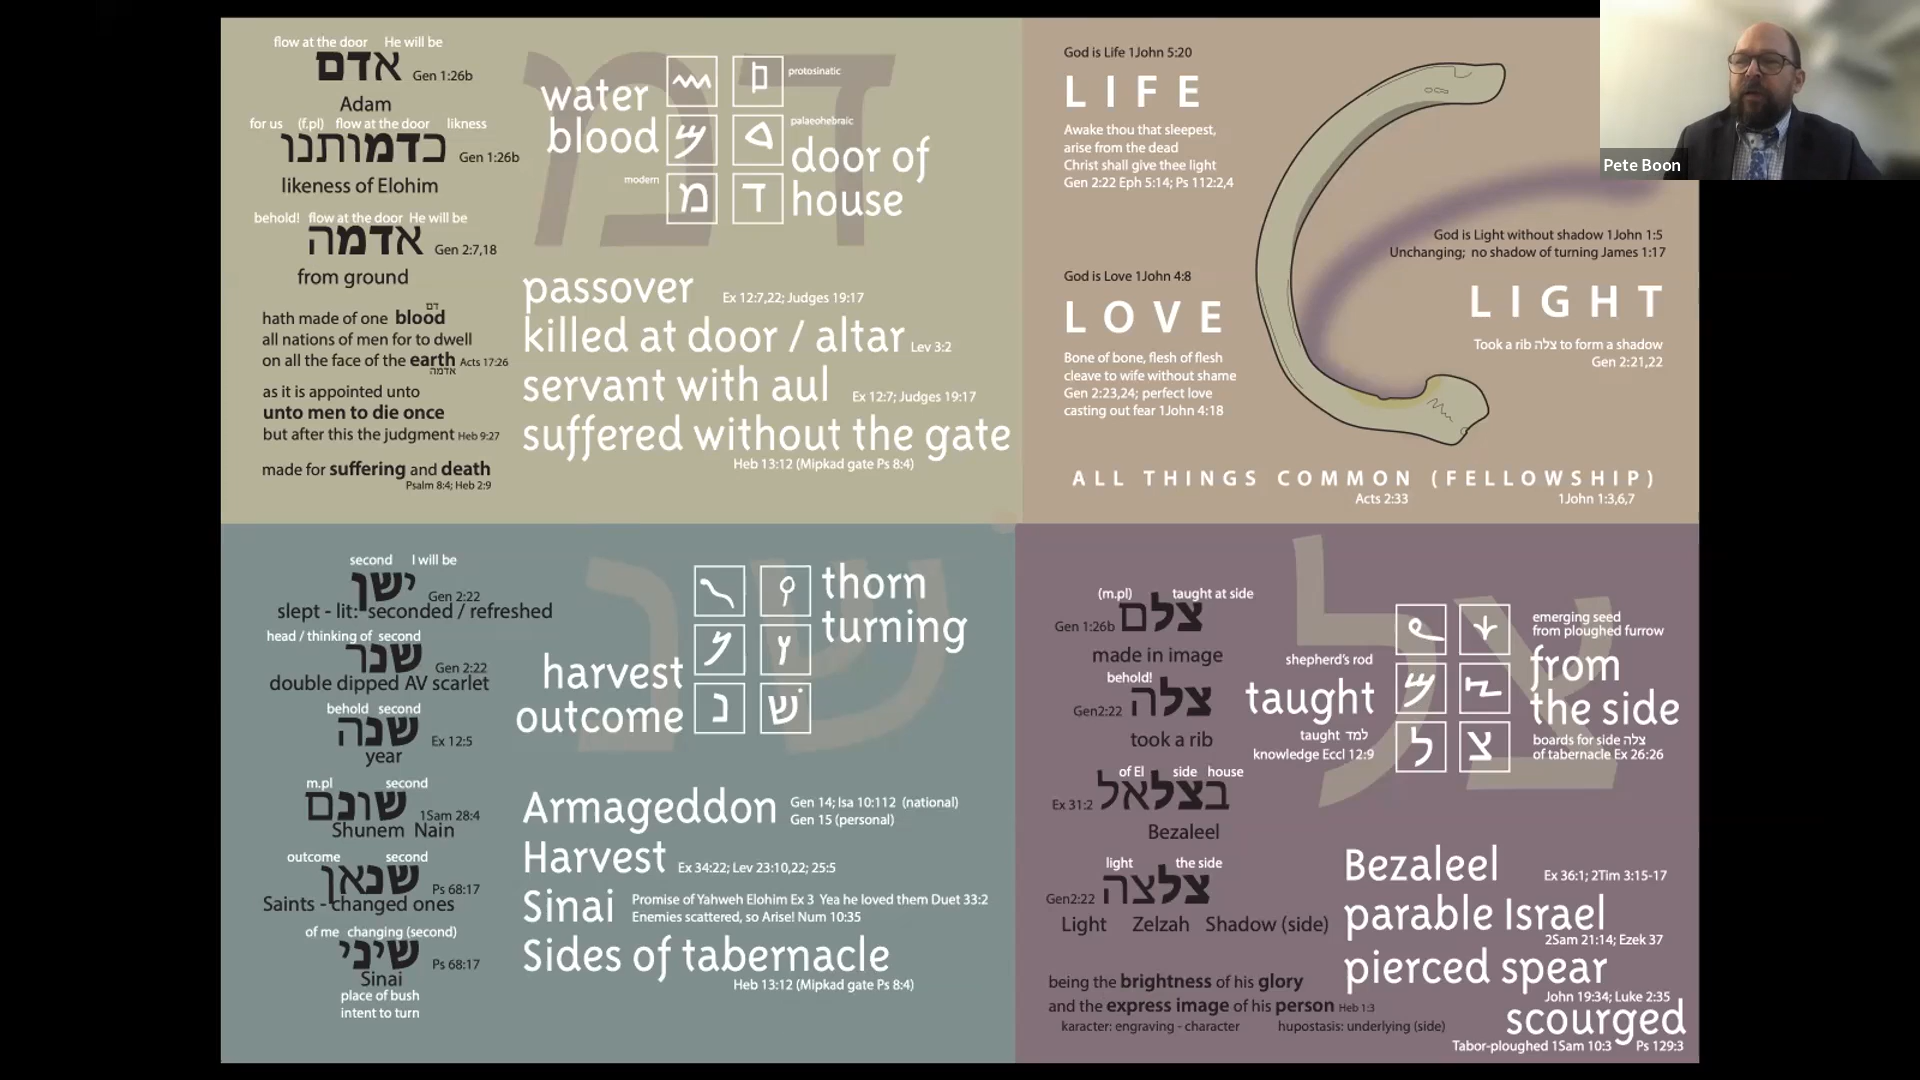 flow at the door He will be
אדם Gen 1:26b
Adam
for us (f.pl) flow at the door likness
כדמותנו Gen 1:26b
likeness of Elohim
behold! flow at the door He will be
אדמה Gen 2:7,18
from ground
דם
hath made of one blood
all nations of men for to dwell
on all the face of the earth Acts 17:26
אדמה
as it is appointed unto
unto men to die once
but after this the judgment Heb 9:27
made for suffering and death
Psalm 8:4; Heb 2:9
דמ
water
blood
protosinatic
palaeohebraic
modern
מ ד
door of
house
passover Ex 12:7,22; Judges 19:17
killed at door / altar Lev 3:2
servant with aul Ex 12:7; Judges 19:17
suffered without the gate
Heb 13:12 (Mipkad gate Ps 8:4)
God is Life 1John 5:20
LIFE
Awake thou that sleepest,
arise from the dead
Christ shall give thee light
Gen 2:22 Eph 5:14; Ps 112:2,4
God is Love 1John 4:8
LOVE
Bone of bone, flesh of flesh
cleave to wife without shame
Gen 2:23,24; perfect love
casting out fear 1John 4:18
God is Light without shadow 1John 1:5
Unchanging; no shadow of turning James 1:17
LIGHT
Took a rib צלה to form a shadow
Gen 2:21,22
ALL THINGS COMMON (FELLOWSHIP)
Acts 2:33 1John 1:3,6,7
Pete Boon
second I will be
ישן Gen 2:22
slept - lit: seconded / refreshed
head / thinking of second
שנר Gen 2:22
double dipped AV scarlet
behold second
שנה Ex 12:5
year
m.pl second
שונם 1Sam 28:4
Shunem Nain
outcome second
שנאן Ps 68:17
Saints - changed ones
of me changing (second)
שיני Ps 68:17
Sinai
place of bush
intent to turn
שנ
thorn
turning
harvest
outcome
נ שׁ
Armageddon Gen 14; Isa 10:112 (national)
Gen 15 (personal)
Harvest Ex 34:22; Lev 23:10,22; 25:5
Sinai Promise of Yahweh Elohim Ex 3 Yea he loved them Duet 33:2
Enemies scattered, so Arise! Num 10:35
Sides of tabernacle
Heb 13:12 (Mipkad gate Ps 8:4)
(m.pl) taught at side
Gen 1:26b צלם
made in image
behold!
Gen2:22 צלה
took a rib
of El side house
Ex 31:2 בצלאל
Bezaleel
light the side
Gen2:22 צלצה
Light Zelzah Shadow (side)
being the brightness of his glory
and the express image of his person Heb 1:3
karacter: engraving - character hupostasis: underlying (side)
צל
shepherd's rod
taught
taught למד
knowledge Eccl 12:9
ל צ
emerging seed
from ploughed furrow
from
the side
boards for side צלה
of tabernacle Ex 26:26
Bezaleel Ex 36:1; 2Tim 3:15-17
parable Israel
2Sam 21:14; Ezek 37
pierced spear
John 19:34; Luke 2:35
scourged
Tabor-ploughed 1Sam 10:3 Ps 129:3